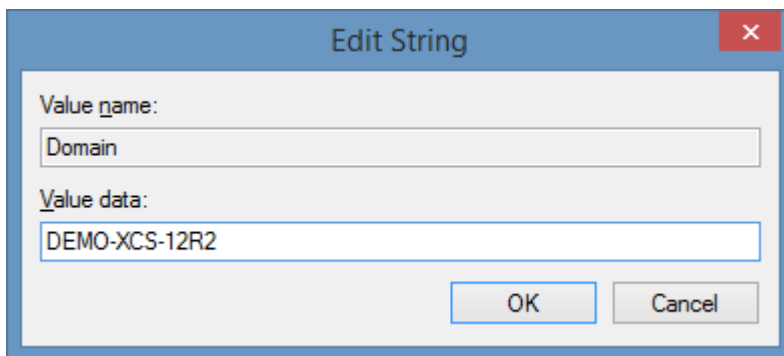 Edit String
Value name:
Domain
Value data:
DEMO-XCS-12R2
OK Cancel